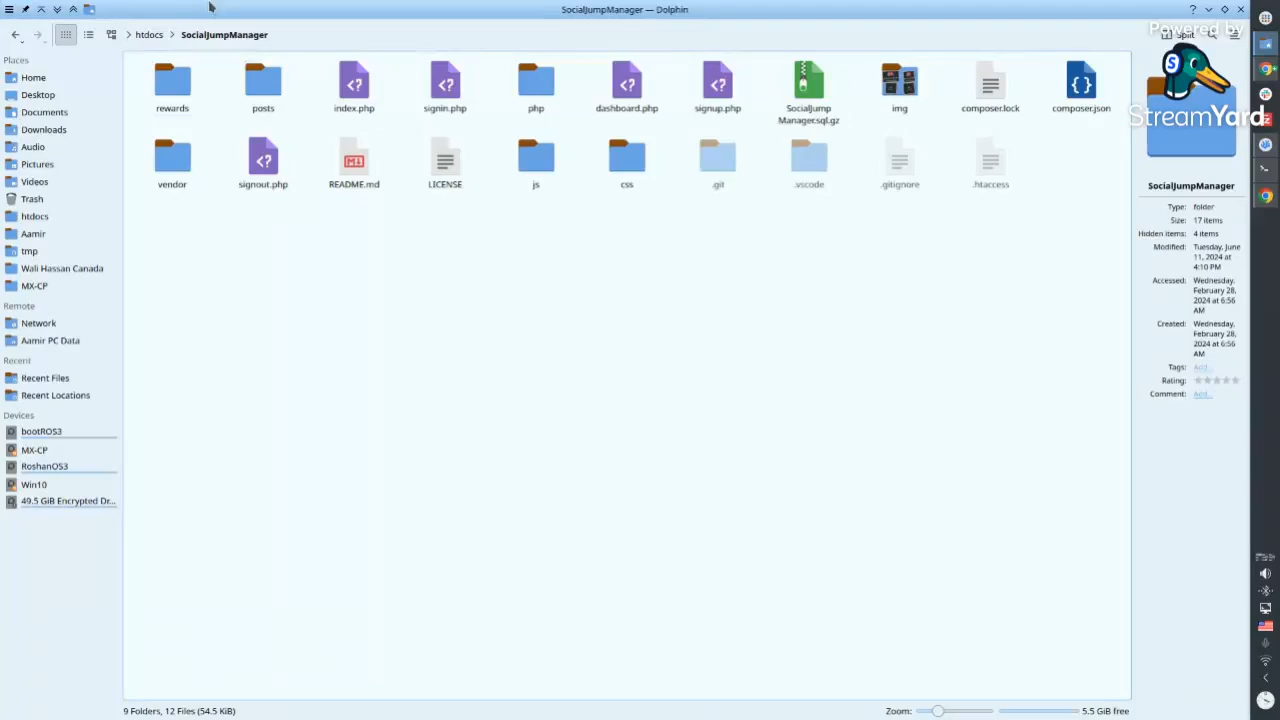 SocialJumpManager — Dolphin
htdocs > SocialJumpManager
Split
Powered by
StreamYard
Places
Home
Desktop
Documents
Downloads
Audio
Pictures
Videos
Trash
htdocs
Aamir
tmp
Wali Hassan Canada
MX-CP
Remote
Network
Aamir PC Data
Recent
Recent Files
Recent Locations
Devices
bootROS3
MX-CP
RoshanOS3
Win10
49.5 GiB Encrypted Dr...
rewards
posts
index.php
signin.php
php
dashboard.php
signup.php
SocialJump
Manager.sql.gz
img
composer.lock
composer.json
vendor
signout.php
README.md
LICENSE
js
css
.git
.vscode
.gitignore
.htaccess
SocialJumpManager
Type: folder
Size: 17 items
Hidden items: 4 items
Modified: Tuesday, June
11, 2024 at
4:10 PM
Accessed: Wednesday,
February 28,
2024 at 6:56
AM
Created: Wednesday,
February 28,
2024 at 6:56
AM
Tags: Add...
Rating:
Comment: Add...
9 Folders, 12 Files (54.5 KiB)
Zoom:
5.5 GiB free